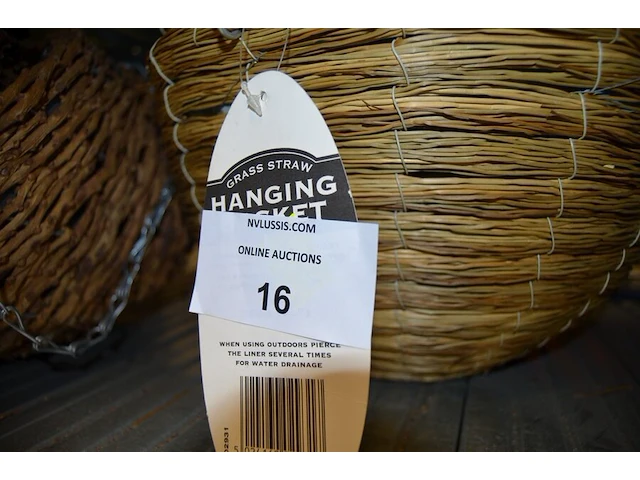 GRASS STRAW
HANGING
NVLUSSIS.COM
ONLINE AUCTIONS
16
WHEN USING OUTDOORS PIERCE
THE LINER SEVERAL TIMES
FOR WATER DRAINAGE